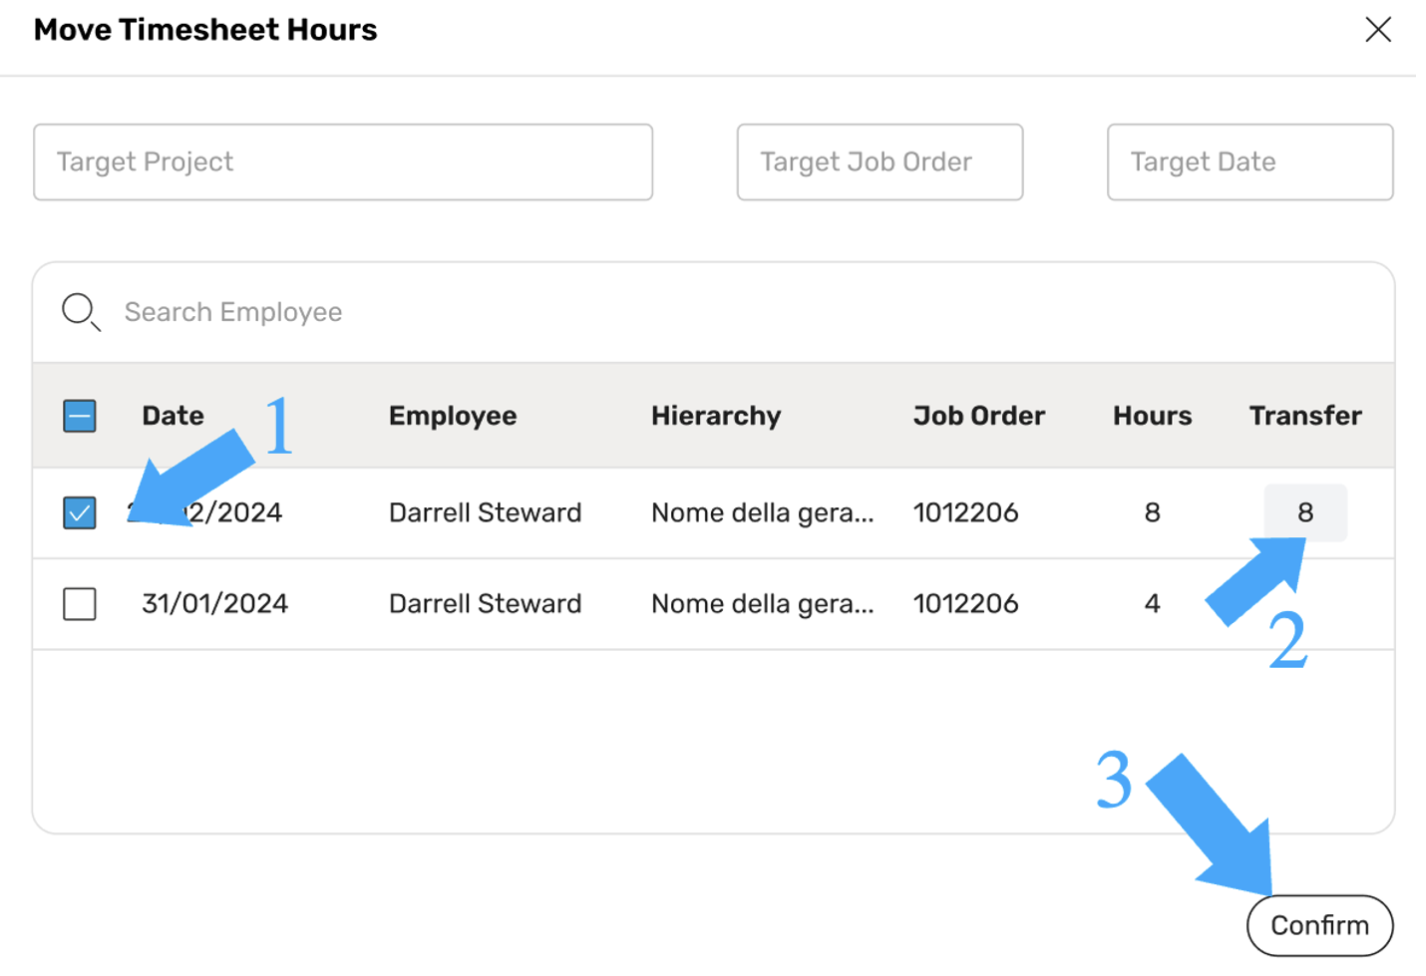 Move Timesheet Hours
Target Project Target Job Order Target Date
Search Employee
Date 1 Employee Hierarchy Job Order Hours Transfer
2/2024 Darrell Steward Nome della gera... 1012206 8 8
31/01/2024 Darrell Steward Nome della gera... 1012206 4
2
3
Confirm